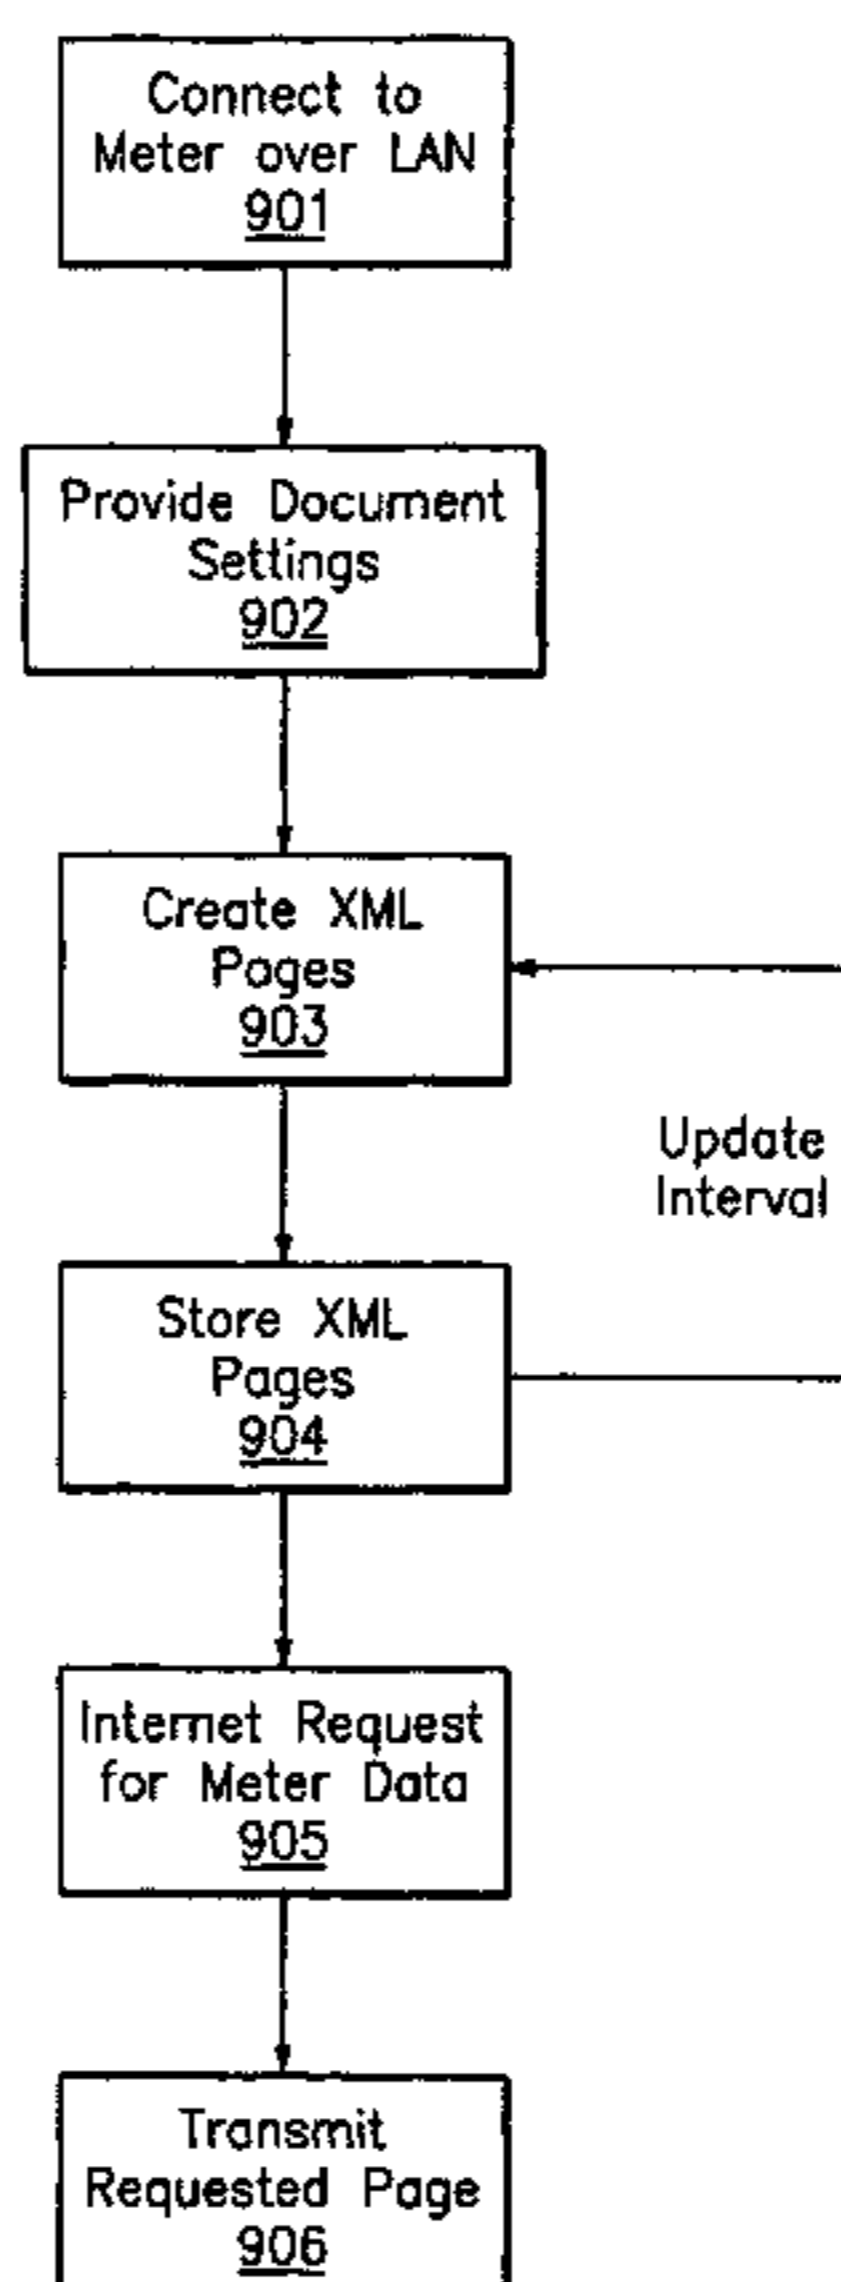 Connect to
Meter over LAN
901
Provide Document
Settings
902
Create XML
Pages
903
Update
Interval
Store XML
Pages
904
Internet Request
for Meter Data
905
Transmit
Requested Page
906